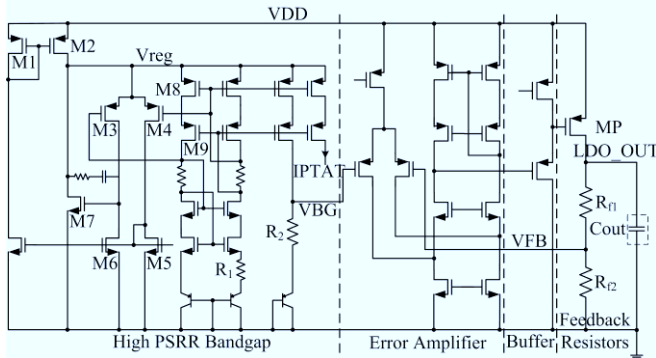 VDD
M1
M2
Vreg
M8
M3
M4
MP
M9
LDO_OUT
IPTAT
Rf1
VBG
M7
R2
VFB
Cout
M6
M5
R1
Rf2
Feedback
High PSRR Bandgap
Error Amplifier
Buffer
Resistors